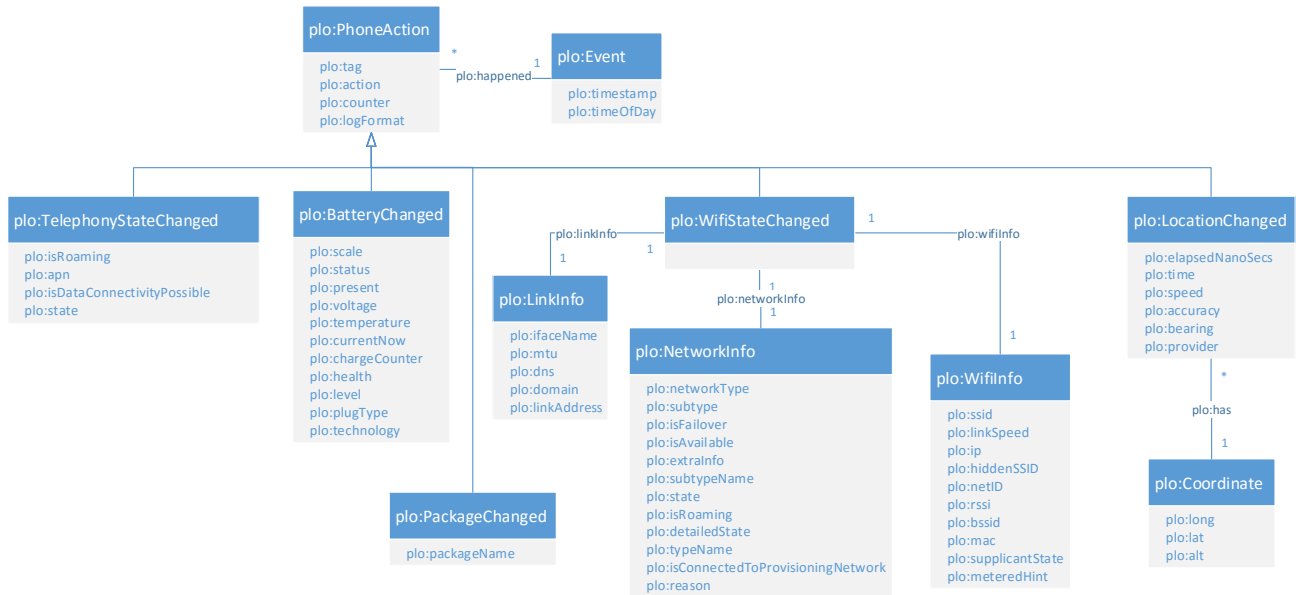 plo:PhoneAction
plo:tag
plo:action
plo:counter
plo:logFormat
*
plo:happened
1
plo:Event
plo:timestamp
plo:timeOfDay
plo:TelephonyStateChanged
plo:isRoaming
plo:apn
plo:isDataConnectivityPossible
plo:state
plo:BatteryChanged
plo:scale
plo:status
plo:present
plo:voltage
plo:temperature
plo:currentNow
plo:chargeCounter
plo:health
plo:level
plo:plugType
plo:technology
plo:PackageChanged
plo:packageName
plo:WifiStateChanged
plo:linkInfo
1
1
plo:LinkInfo
plo:ifaceName
plo:mtu
plo:dns
plo:domain
plo:linkAddress
1
plo:networkInfo
1
plo:NetworkInfo
plo:networkType
plo:subtype
plo:isFailover
plo:isAvailable
plo:extraInfo
plo:subtypeName
plo:state
plo:isRoaming
plo:detailedState
plo:typeName
plo:isConnectedToProvisioningNetwork
plo:reason
1
plo:wifiInfo
1
plo:WifiInfo
plo:ssid
plo:linkSpeed
plo:ip
plo:hiddenSSID
plo:netID
plo:rssi
plo:bssid
plo:mac
plo:supplicantState
plo:meteredHint
plo:LocationChanged
plo:elapsedNanoSecs
plo:time
plo:speed
plo:accuracy
plo:bearing
plo:provider
*
plo:has
1
plo:Coordinate
plo:long
plo:lat
plo:alt